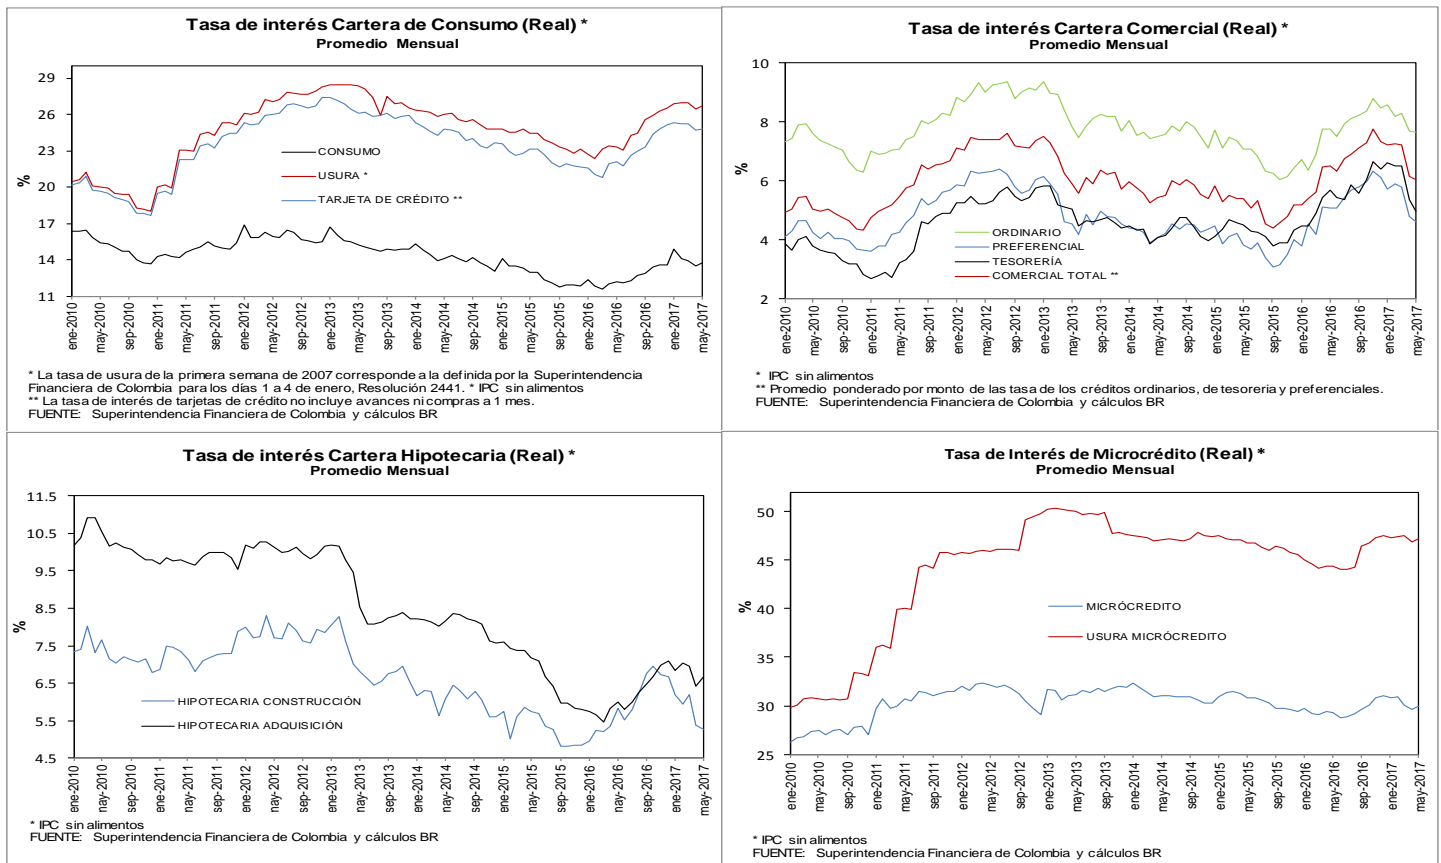 Tasa de interés Cartera de Consumo (Real) *
Promedio Mensual
29
26
23
20
17
14
11
%
CONSUMO
USURA *
TARJETA DE CRÉDITO **
ene-2010
may-2010
sep-2010
ene-2011
may-2011
sep-2011
ene-2012
may-2012
sep-2012
ene-2013
may-2013
sep-2013
ene-2014
may-2014
sep-2014
ene-2015
may-2015
sep-2015
ene-2016
may-2016
sep-2016
ene-2017
may-2017
* La tasa de usura de la primera semana de 2007 corresponde a la definida por la Superintendencia
Financiera de Colombia para los días 1 a 4 de enero, Resolución 2441. * IPC sin alimentos
** La tasa de interés de tarjetas de crédito no incluye avances ni compras a 1 mes.
FUENTE: Superintendencia Financiera de Colombia y cálculos BR
Tasa de interés Cartera Comercial (Real) *
Promedio Mensual
10
8
6
4
2
%
ORDINARIO
PREFERENCIAL
TESORERÍA
COMERCIAL TOTAL **
ene-2010
may-2010
sep-2010
ene-2011
may-2011
sep-2011
ene-2012
may-2012
sep-2012
ene-2013
may-2013
sep-2013
ene-2014
may-2014
sep-2014
ene-2015
may-2015
sep-2015
ene-2016
may-2016
sep-2016
ene-2017
may-2017
* IPC sin alimentos
** Promedio ponderado por monto de las tasa de los créditos ordinarios, de tesoreria y preferenciales.
FUENTE: Superintendencia Financiera de Colombia y cálculos BR
Tasa de interés Cartera Hipotecaria (Real) *
Promedio Mensual
11.5
10.5
9.5
8.5
7.5
6.5
5.5
4.5
%
HIPOTECARIA CONSTRUCCIÓN
HIPOTECARIA ADQUISICIÓN
ene-2010
may-2010
sep-2010
ene-2011
may-2011
sep-2011
ene-2012
may-2012
sep-2012
ene-2013
may-2013
sep-2013
ene-2014
may-2014
sep-2014
ene-2015
may-2015
sep-2015
ene-2016
may-2016
sep-2016
ene-2017
may-2017
* IPC sin alimentos
FUENTE: Superintendencia Financiera de Colombia y cálculos BR
Tasa de Interés de Microcrédito (Real) *
Promedio Mensual
50
45
40
35
30
25
%
MICRÓCREDITO
USURA MICRÓCREDITO
ene-2010
may-2010
sep-2010
ene-2011
may-2011
sep-2011
ene-2012
may-2012
sep-2012
ene-2013
may-2013
sep-2013
ene-2014
may-2014
sep-2014
ene-2015
may-2015
sep-2015
ene-2016
may-2016
sep-2016
ene-2017
may-2017
* IPC sin alimentos
FUENTE: Superintendencia Financiera de Colombia y cálculos BR